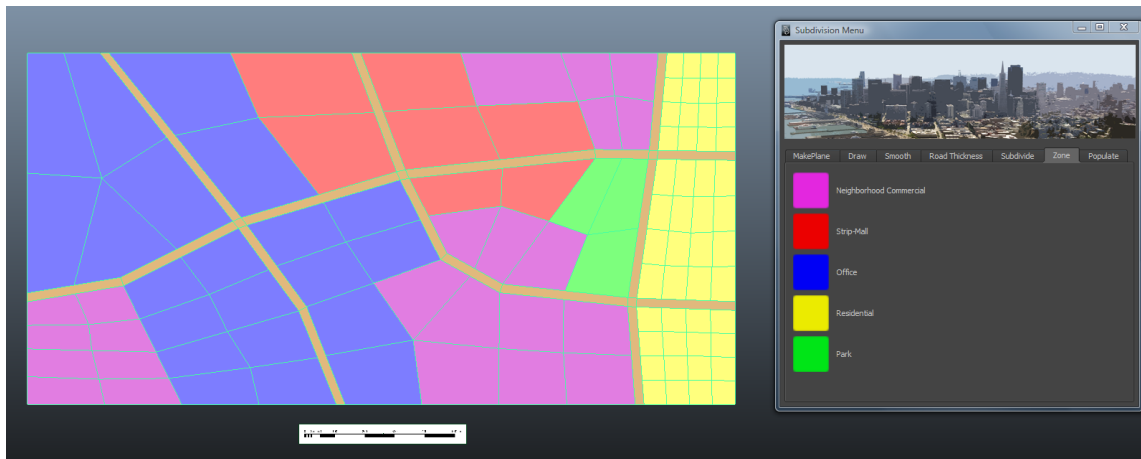 Subdivision Menu
MakePlane Draw Smooth Road Thickness Subdivide Zone Populate
Neighborhood Commercial
Strip-Mall
Office
Residential
Park